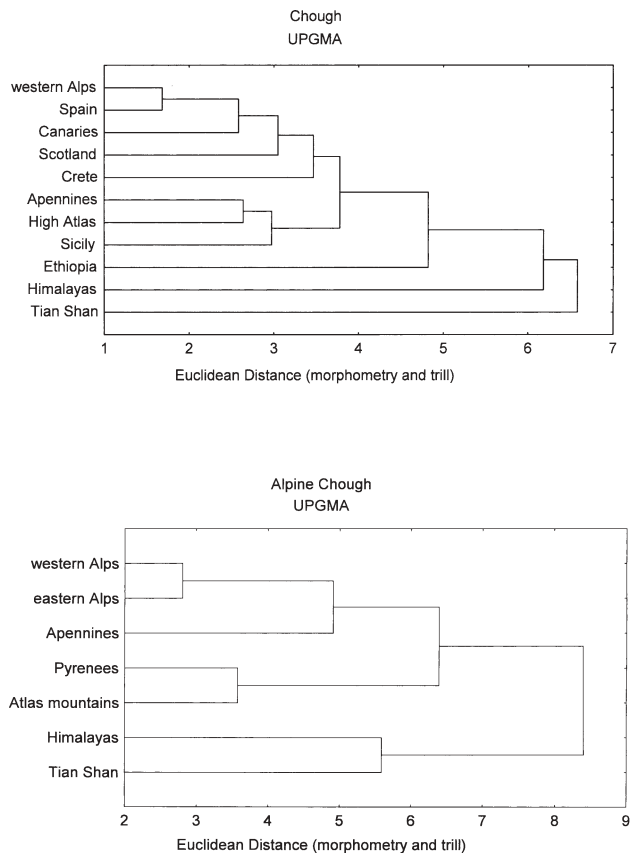 Chough
UPGMA
western Alps
Spain
Canaries
Scotland
Crete
Apennines
High Atlas
Sicily
Ethiopia
Himalayas
Tian Shan
1 2 3 4 5 6 7
Euclidean Distance (morphometry and trill)
Alpine Chough
UPGMA
western Alps
eastern Alps
Apennines
Pyrenees
Atlas mountains
Himalayas
Tian Shan
2 3 4 5 6 7 8 9
Euclidean Distance (morphometry and trill)